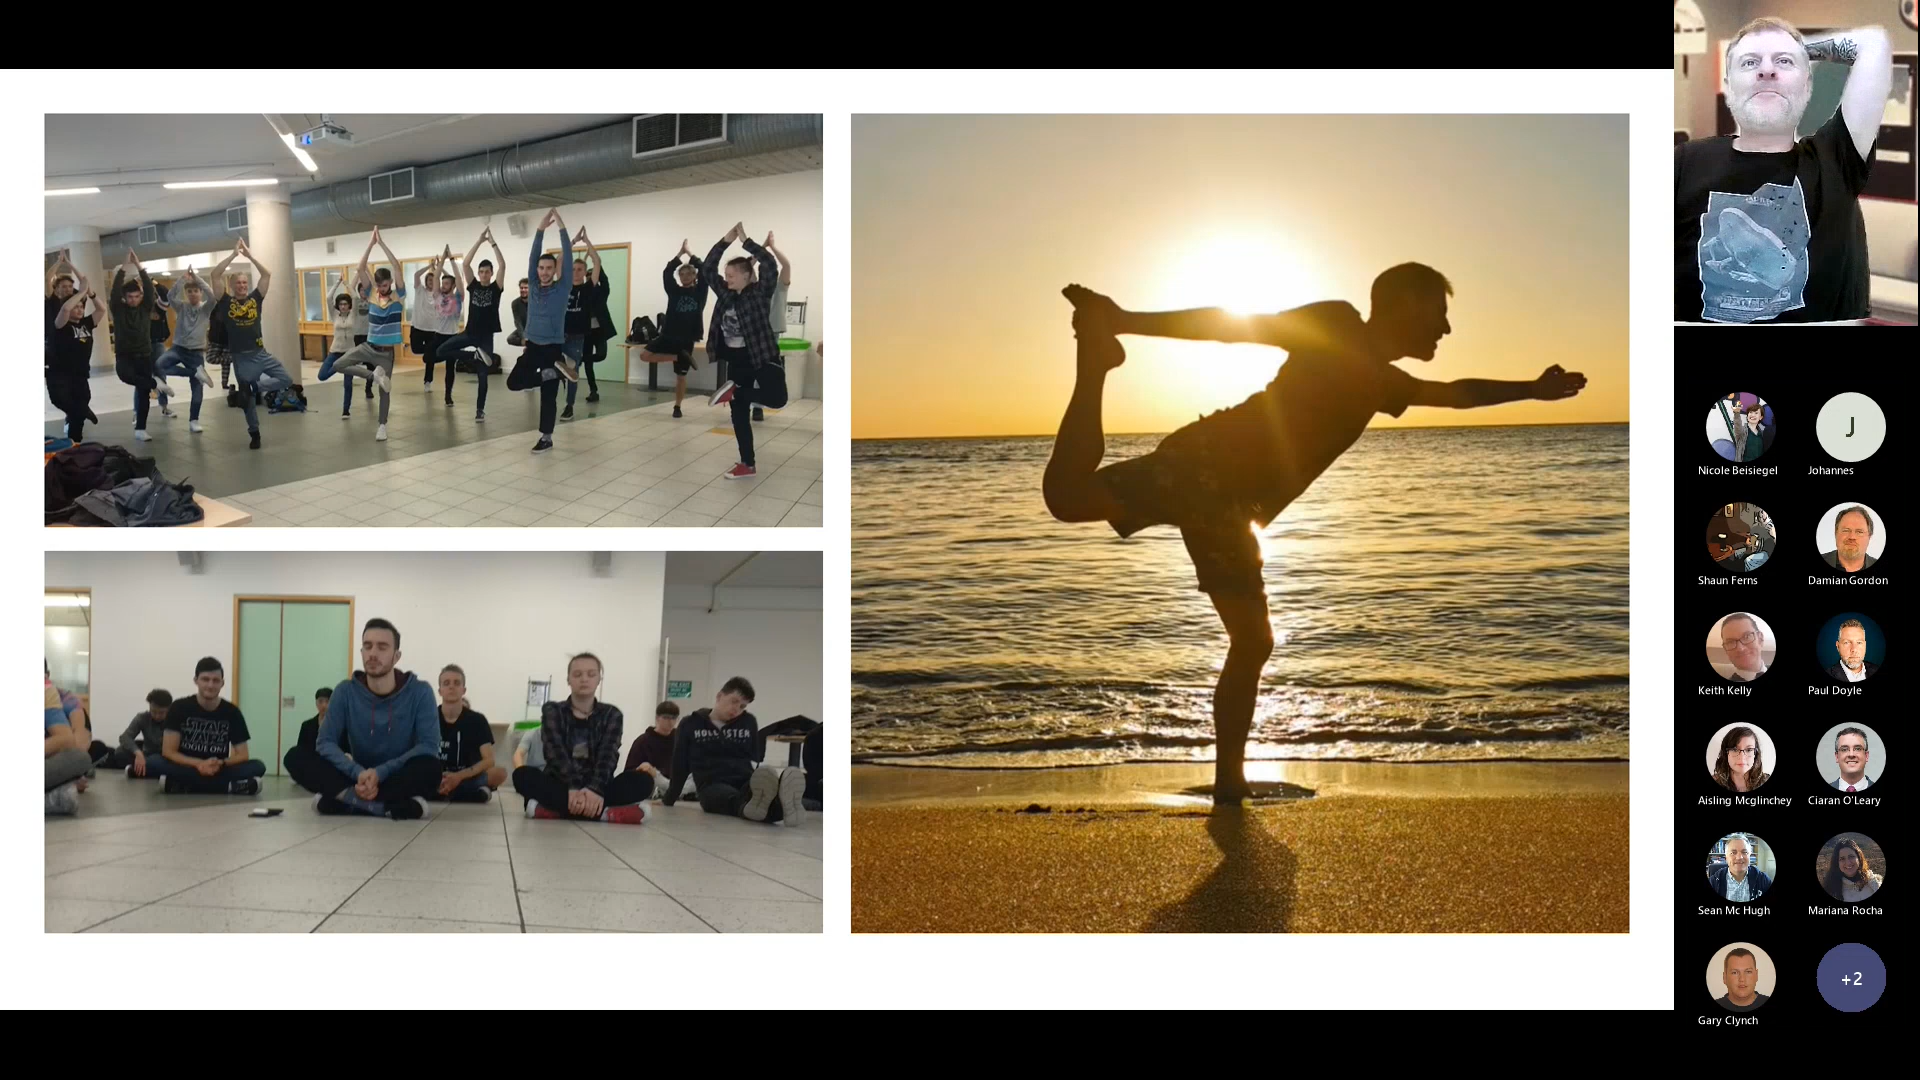 STAR
WARS
ROGUE ONE
HOLLISTER
Nicole Beisiegel
J
Johannes
Shaun Ferns
Damian Gordon
Keith Kelly
Paul Doyle
Aisling Mcglinchey
Ciaran O'Leary
Sean Mc Hugh
Mariana Rocha
Gary Clynch
+2